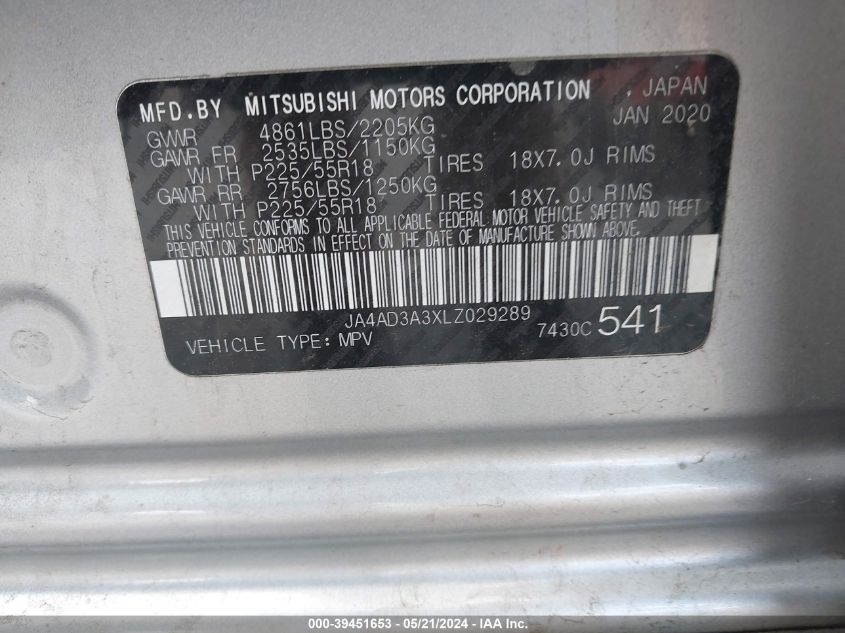 MFD.BY MITSUBISHI MOTORS CORPORATION , JAPAN
JAN 2020
GVWR 4861LBS/2205KG
GAWR FR 2535LBS/1150KG
WITH P225/55R18 TIRES 18X7.0J RIMS
GAWR RR 2756LBS/1250KG
WITH P225/55R18 TIRES 18X7.0J RIMS
THIS VEHICLE CONFORMS TO ALL APPLICABLE FEDERAL MOTOR VEHICLE SAFETY AND THEFT
PREVENTION STANDARDS IN EFFECT ON THE DATE OF MANUFACTURE SHOWN ABOVE.
JA4AD3A3XLZ029289
VEHICLE TYPE: MPV 7430C 541
000-39451653 - 05/21/2024 - IAA Inc.